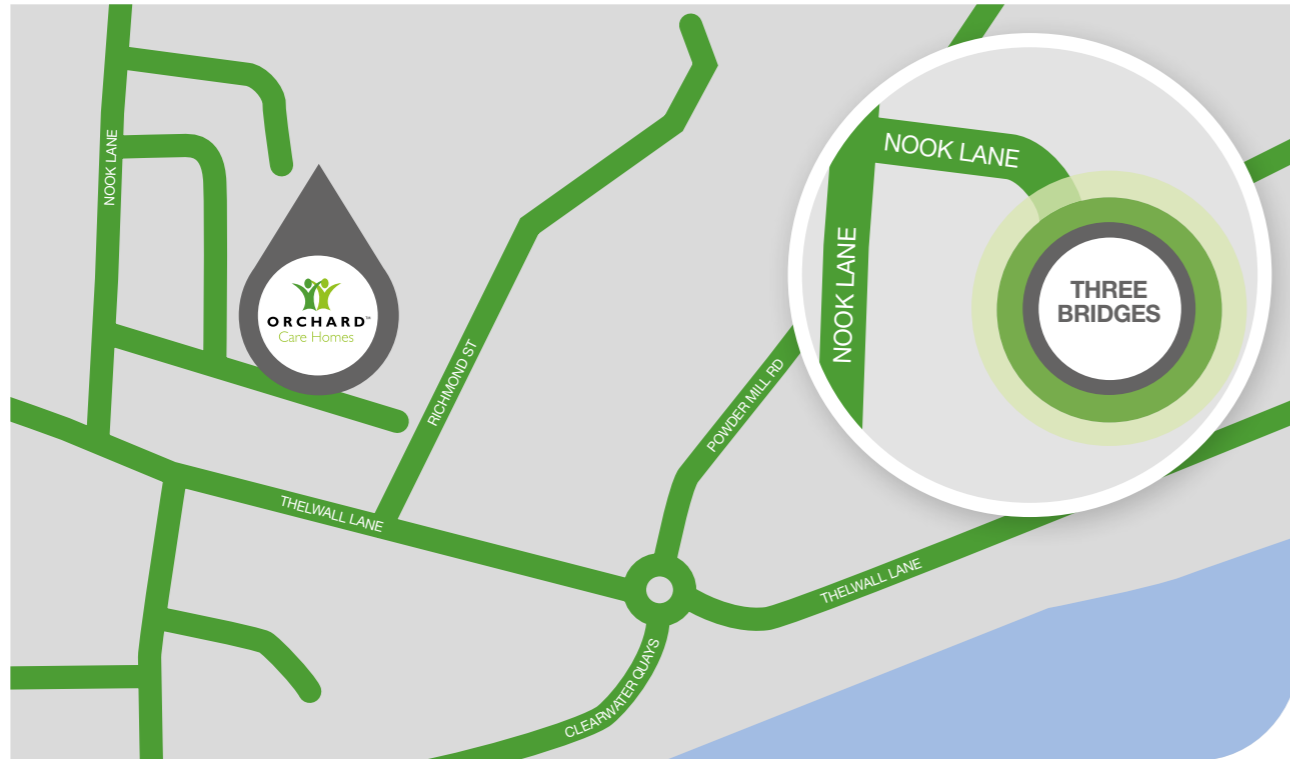 NOOK LANE
ORCHARD™
Care Homes
RICHMOND ST
THELWALL LANE
POWDER MILL RD
THELWALL LANE
CLEARWATER QUAYS
NOOK LANE
NOOK LANE
THREE
BRIDGES